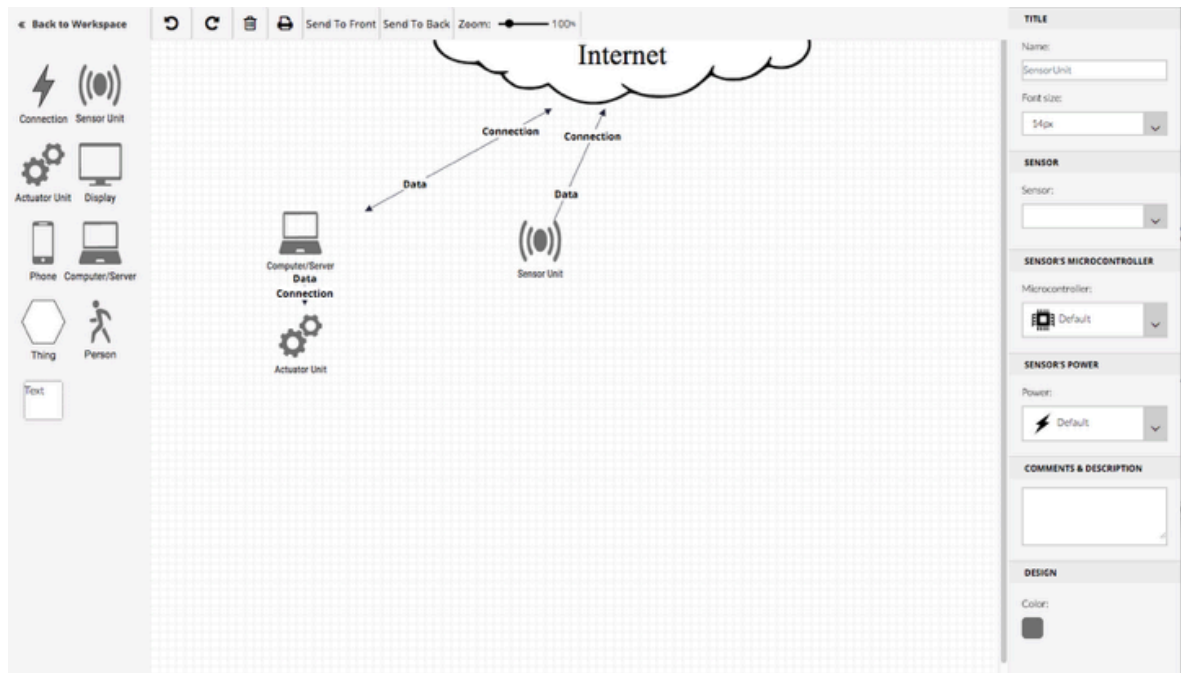 « Back to Workspace
Send To Front Send To Back Zoom: 100%
Connection Sensor Unit
Actuator Unit Display
Phone Computer/Server
Thing Person
Text
Internet
Connection Connection
Data
Data
Computer/Server
Data
Connection
Sensor Unit
Actuator Unit
TITLE
Name:
SensorUnit
Font size:
14px
SENSOR
Sensor:
SENSOR'S MICROCONTROLLER
Microcontroller:
Default
SENSOR'S POWER
Power:
Default
COMMENTS & DESCRIPTION
DESIGN
Color: